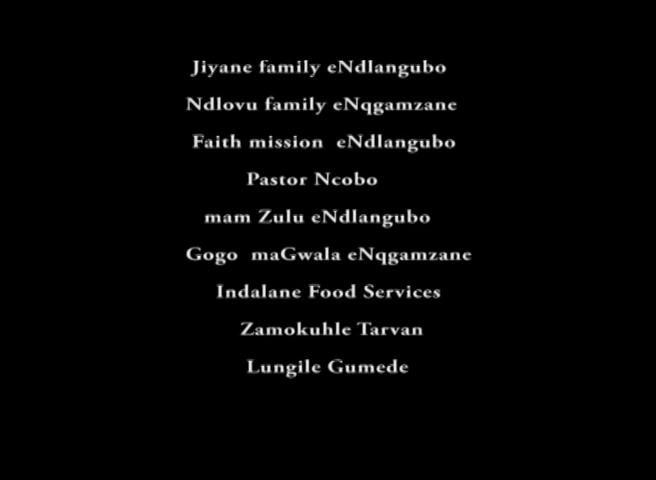 Jiyane family eNdlangubo
Ndlovu family eNqgamzane
Faith mission eNdlangubo
Pastor Ncobo
mam Zulu eNdlangubo
Gogo maGwala eNqgamzane
Indalane Food Services
Zamokuhle Tarvan
Lungile Gumede